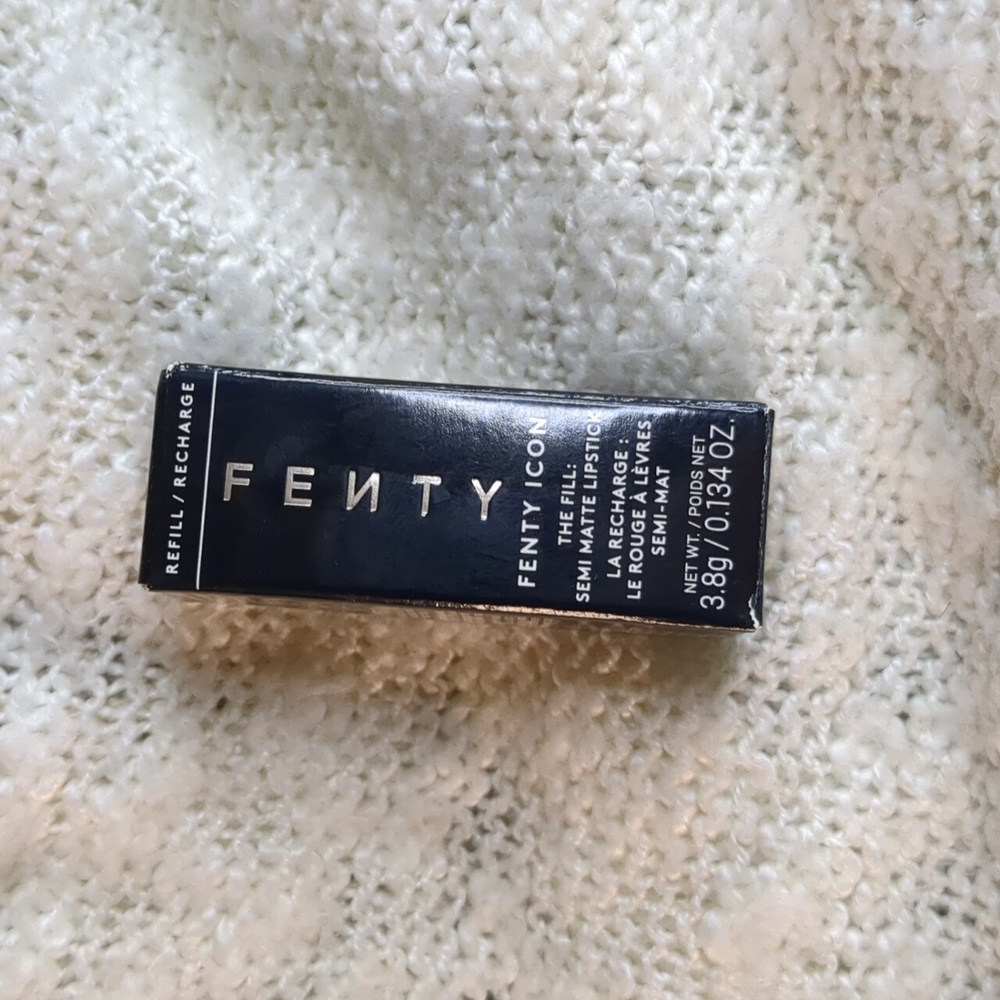 REFILL / RECHARGE
FEИTY
FENTY ICON
THE FILL:
SEMI MATTE LIPSTICK
LA RECHARGE :
LE ROUGE À LÈVRES
SEMI-MAT
NET WT. / POIDS NET
3.8g / 0.134 OZ.